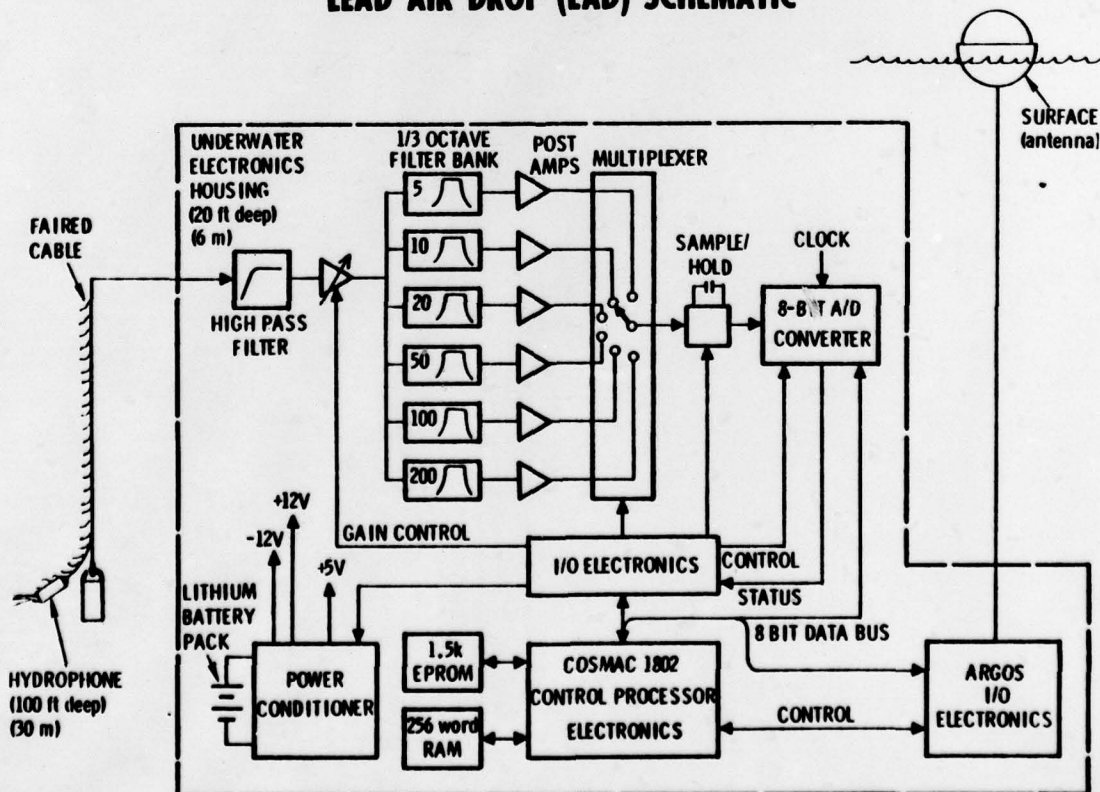 LEAD AIR DROP (LAD) SCHEMATIC
SURFACE
(antenna)
UNDERWATER
ELECTRONICS
HOUSING
(20 ft deep)
(6 m)
1/3 OCTAVE
FILTER BANK
POST
AMPS
MULTIPLEXER
FAIRED
CABLE
HIGH PASS
FILTER
5
10
20
50
100
200
SAMPLE/
HOLD
CLOCK
8-BIT A/D
CONVERTER
GAIN CONTROL
I/O ELECTRONICS
CONTROL
STATUS
8 BIT DATA BUS
-12V
+12V
+5V
LITHIUM
BATTERY
PACK
POWER
CONDITIONER
1.5k
EPROM
256 word
RAM
COSMAC 1802
CONTROL PROCESSOR
ELECTRONICS
CONTROL
ARGOS
I/O
ELECTRONICS
HYDROPHONE
(100 ft deep)
(30 m)